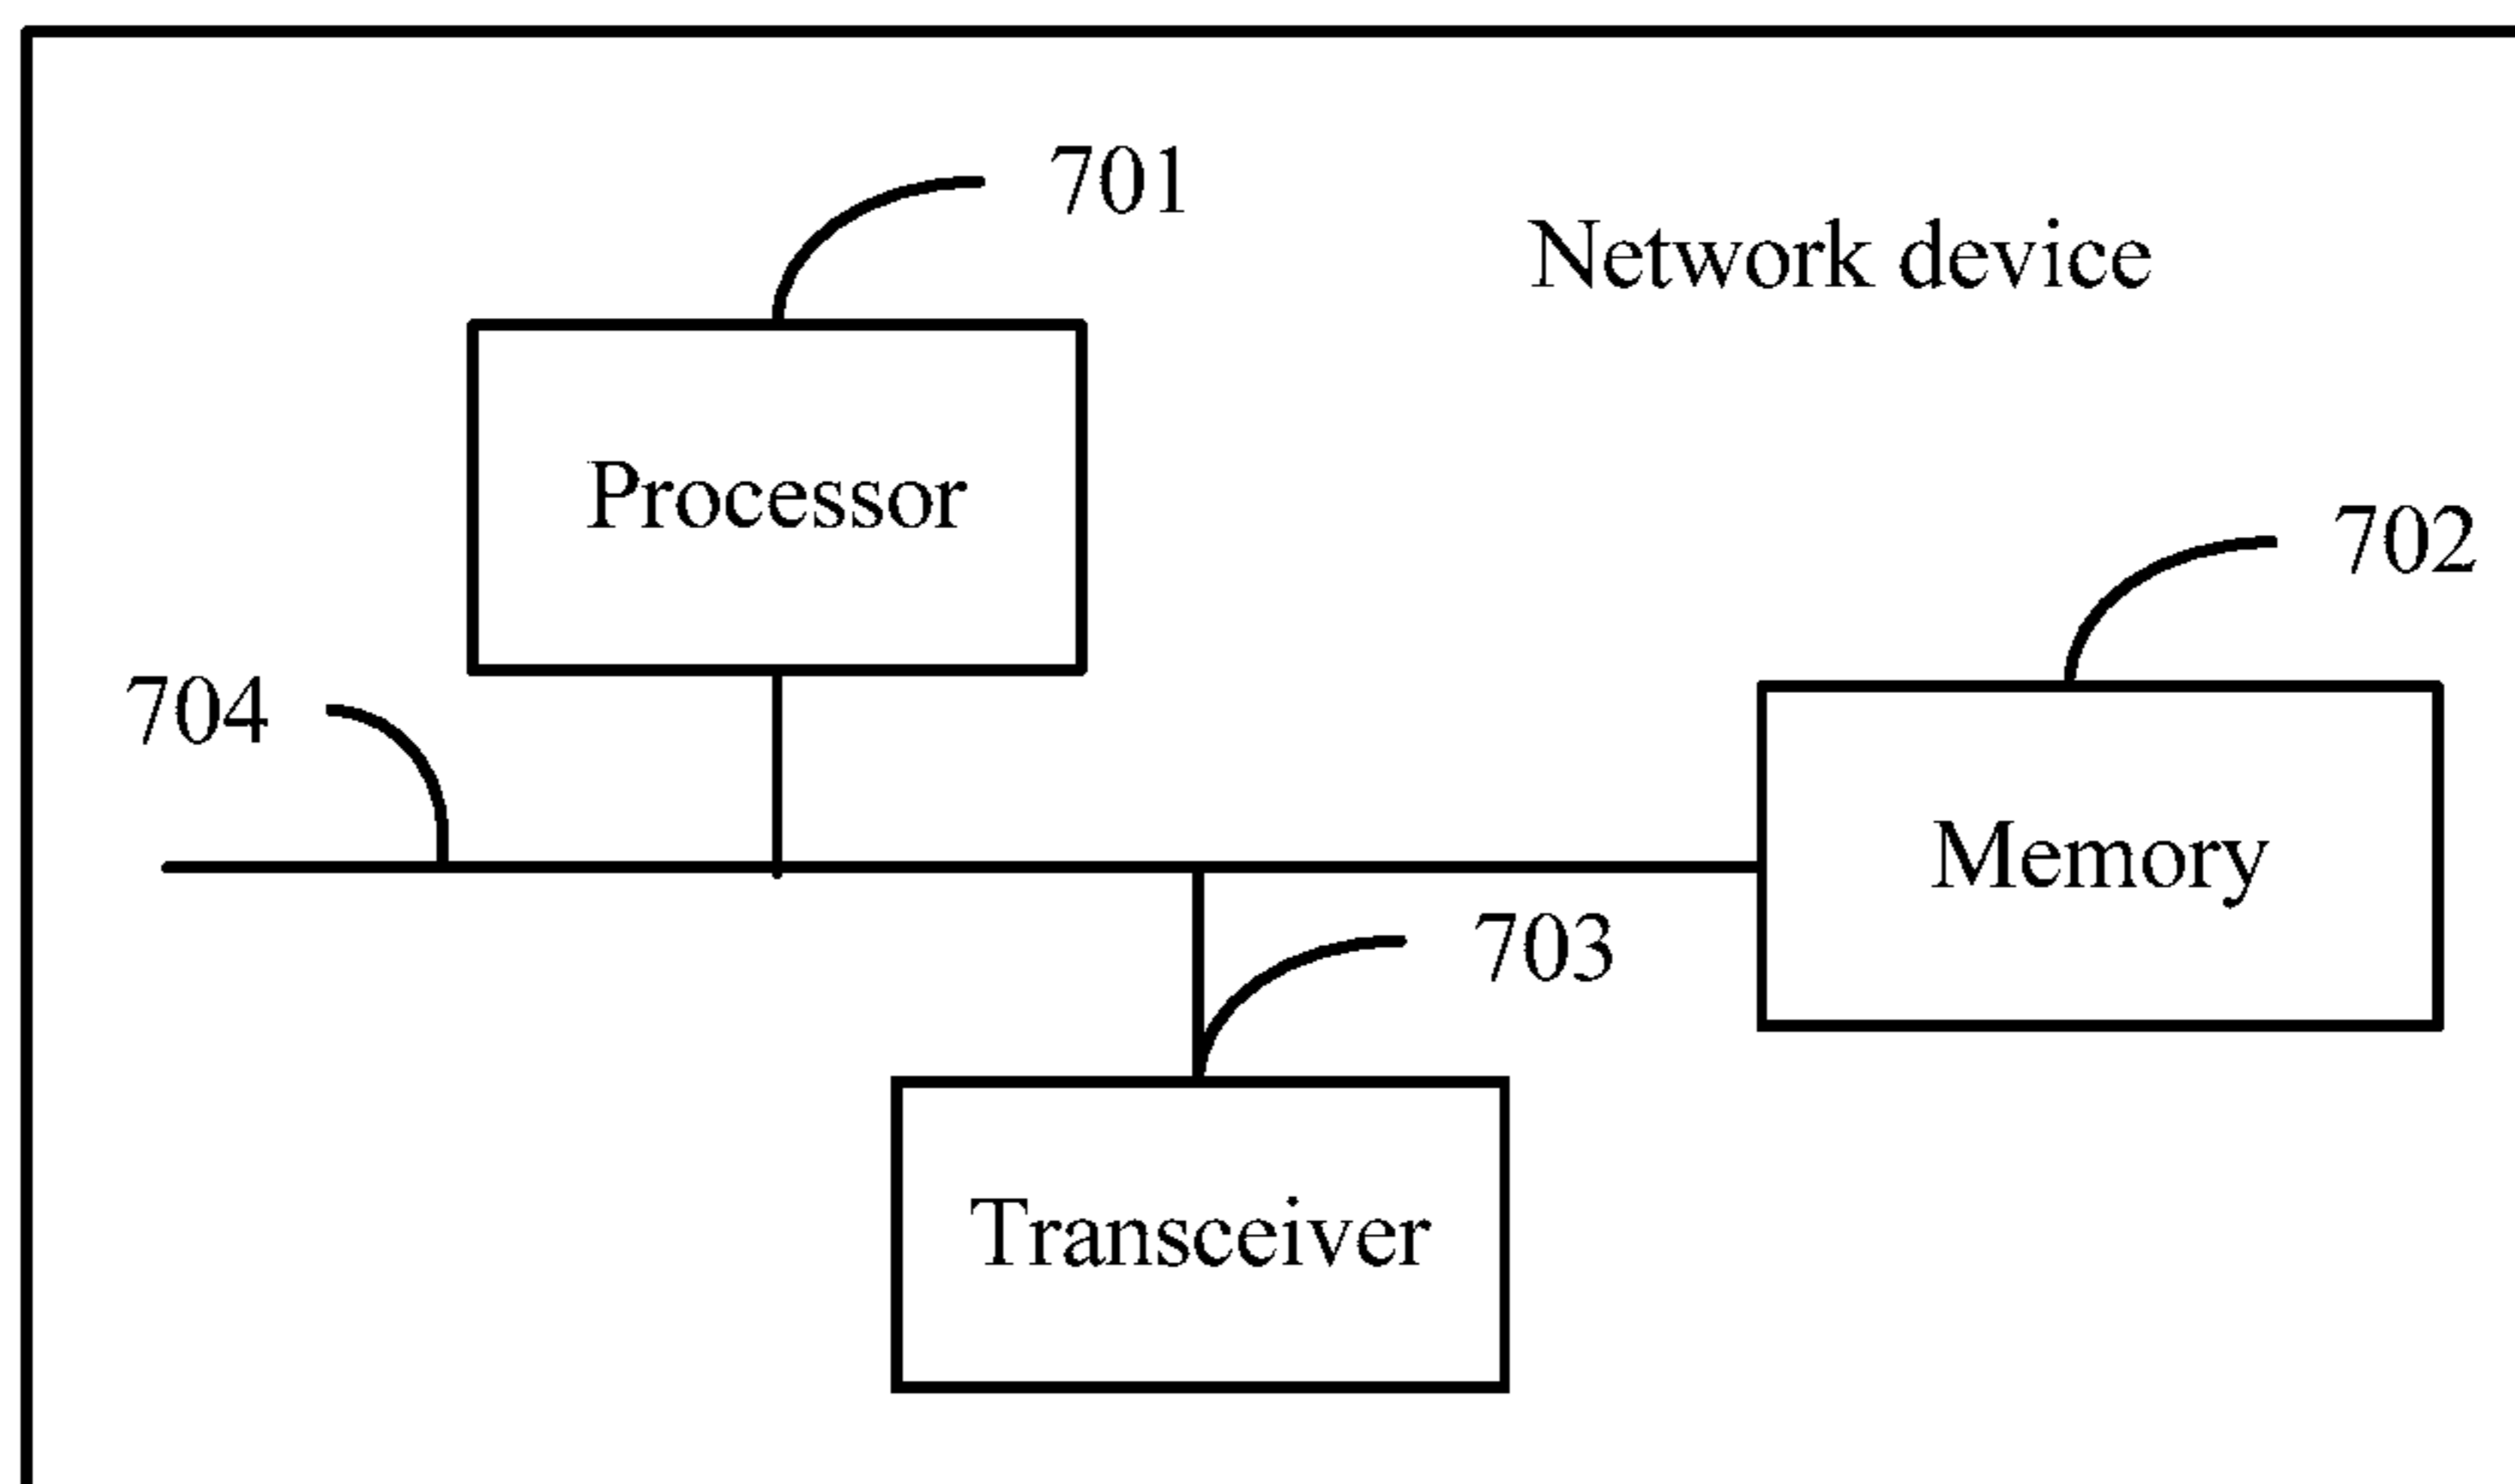 701
Network device
Processor
702
704
Memory
703
Transceiver